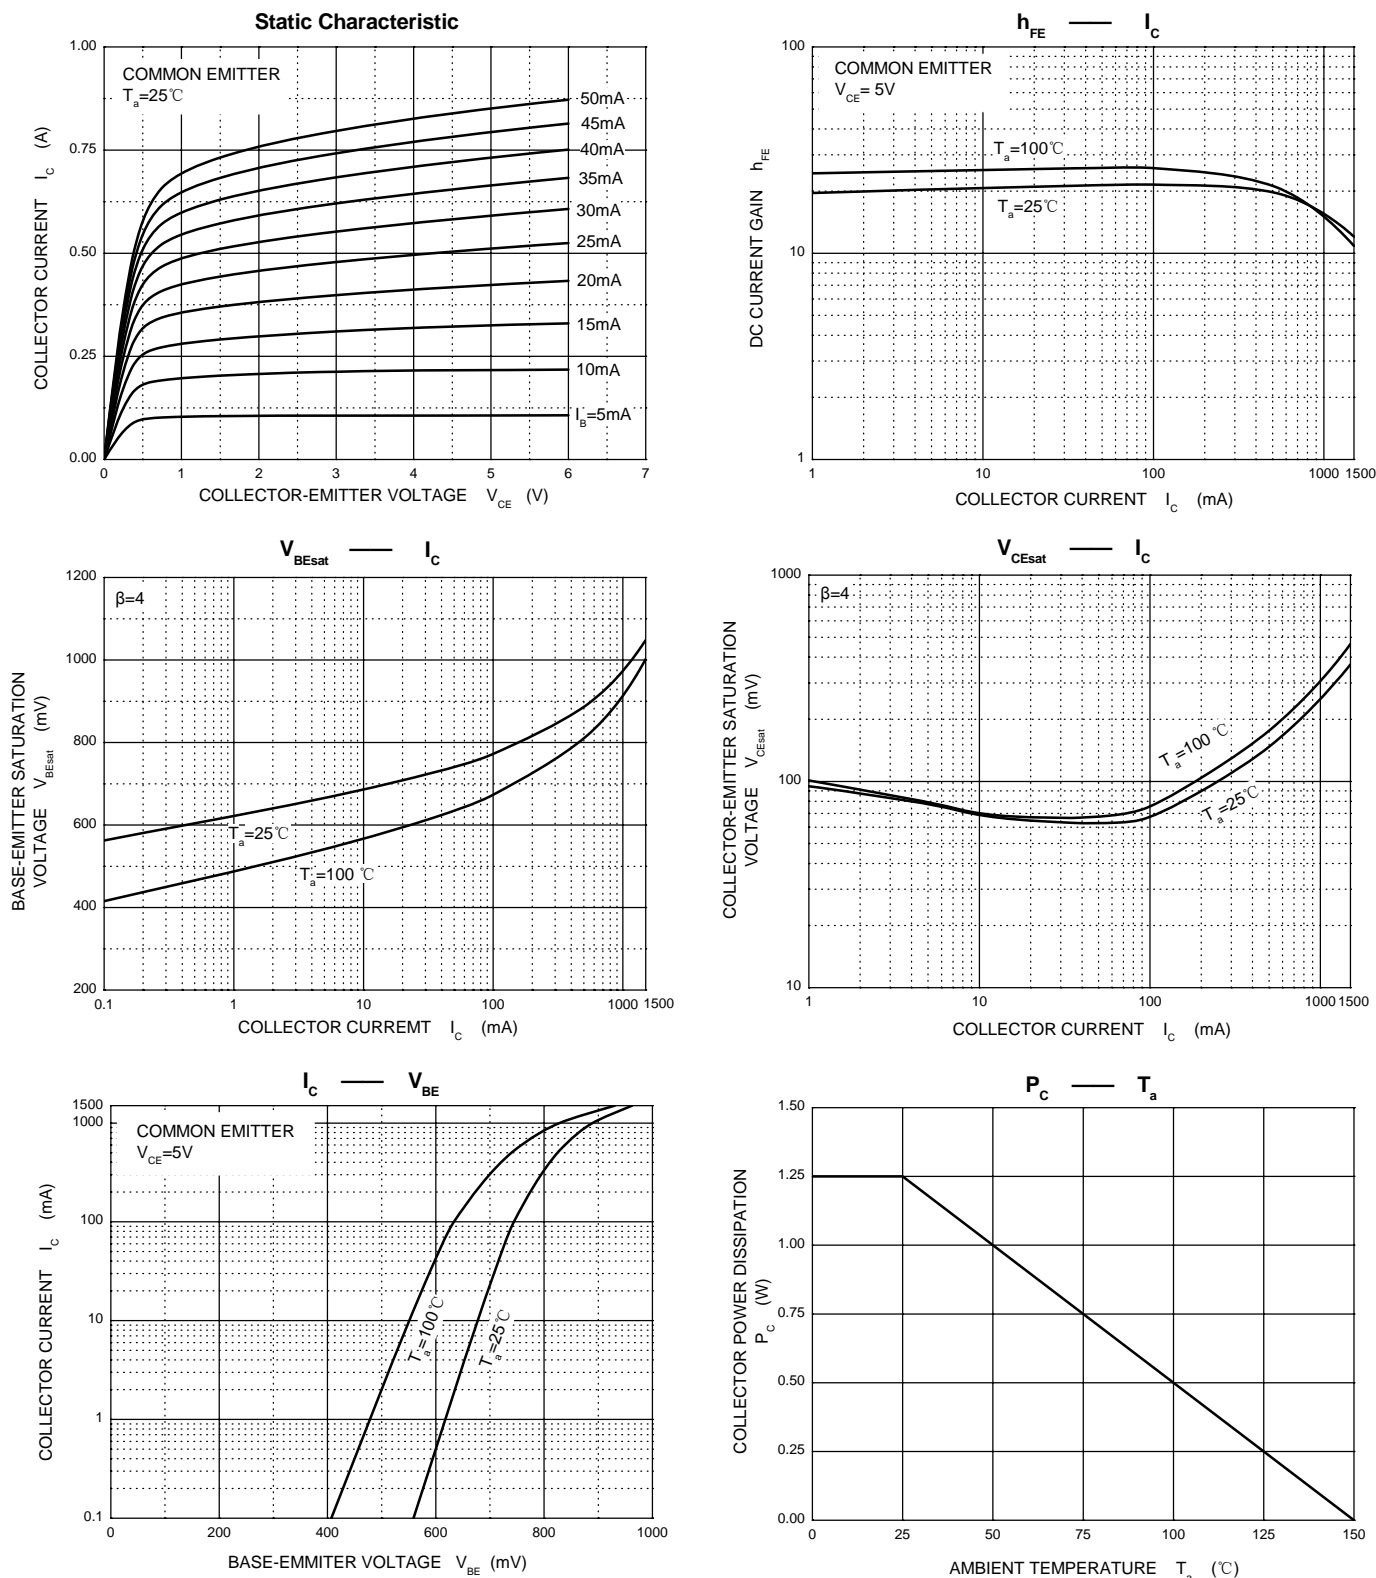 Static Characteristic
COMMON EMITTER
Ta=25℃
COLLECTOR CURRENT IC (A)
1.00
0.75
0.50
0.25
0.00
50mA
45mA
40mA
35mA
30mA
25mA
20mA
15mA
10mA
IB=5mA
0 1 2 3 4 5 6 7
COLLECTOR-EMITTER VOLTAGE VCE (V)
hFE —— IC
COMMON EMITTER
VCE= 5V
DC CURRENT GAIN hFE
100
10
1
Ta=100℃
Ta=25℃
1 10 100 1000 1500
COLLECTOR CURRENT IC (mA)
VBEsat —— IC
β=4
BASE-EMITTER SATURATION
VOLTAGE VBEsat (mV)
1200
1000
800
600
400
200
Ta=25℃
Ta=100 ℃
0.1 1 10 100 1000 1500
COLLECTOR CURREMT IC (mA)
VCEsat —— IC
β=4
COLLECTOR-EMITTER SATURATION
VOLTAGE VCEsat (mV)
1000
100
10
Ta=100 ℃
Ta=25℃
1 10 100 1000 1500
COLLECTOR CURRENT IC (mA)
IC —— VBE
COMMON EMITTER
VCE=5V
COLLECTOR CURRENT IC (mA)
1500
1000
100
10
1
0.1
Ta=100℃
Ta=25℃
0 200 400 600 800 1000
BASE-EMMITER VOLTAGE VBE (mV)
PC —— Ta
COLLECTOR POWER DISSIPATION
PC (W)
1.50
1.25
1.00
0.75
0.50
0.25
0.00
0 25 50 75 100 125 150
AMBIENT TEMPERATURE Ta (℃)